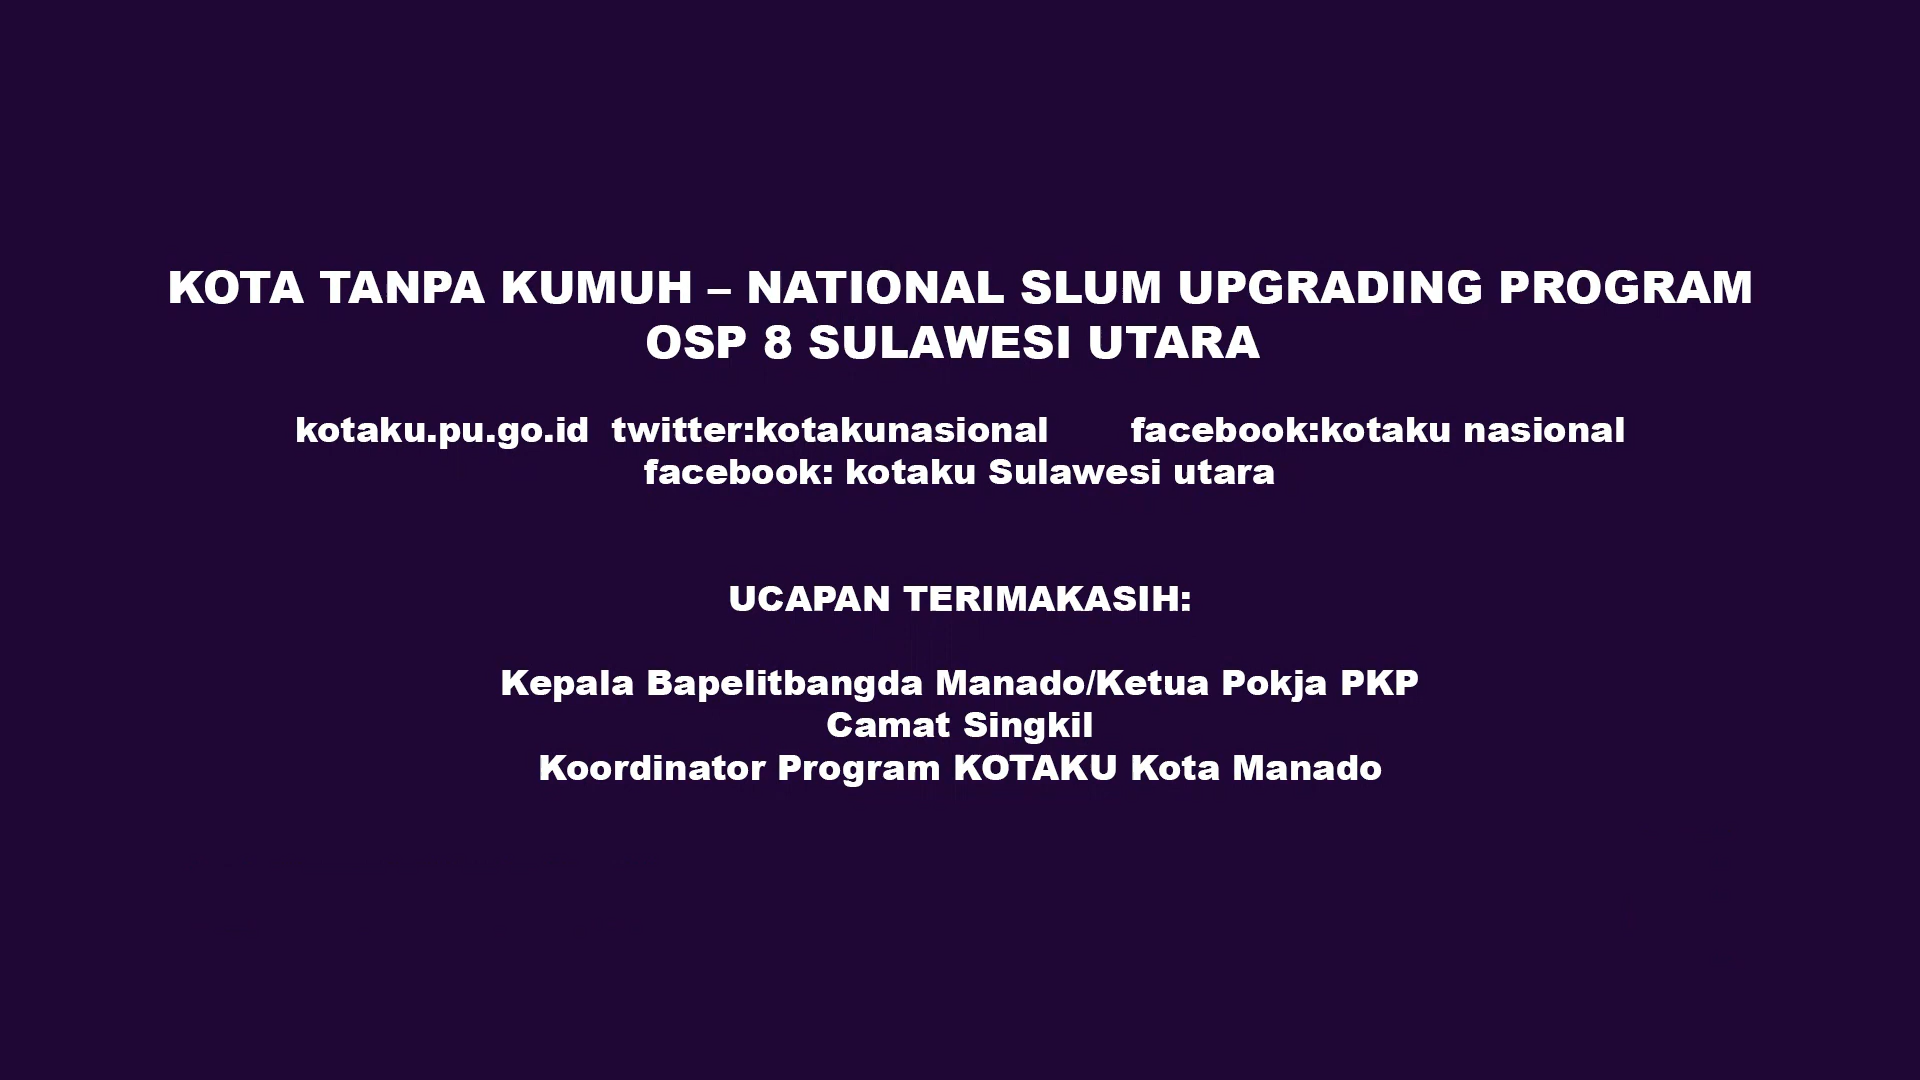 KOTA TANPA KUMUH – NATIONAL SLUM UPGRADING PROGRAM
OSP 8 SULAWESI UTARA
kotaku.pu.go.id twitter:kotakunasional facebook:kotaku nasional
facebook: kotaku Sulawesi utara
UCAPAN TERIMAKASIH:
Kepala Bapelitbangda Manado/Ketua Pokja PKP
Camat Singkil
Koordinator Program KOTAKU Kota Manado